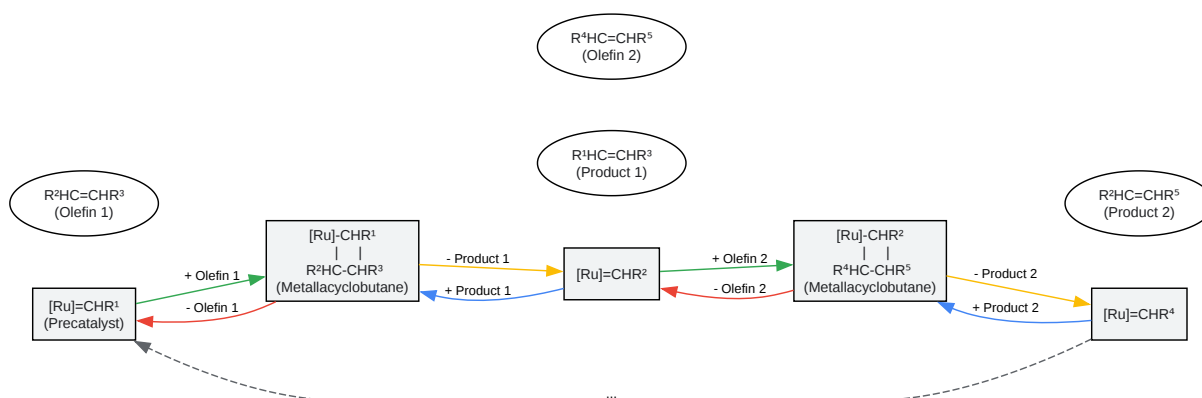 R⁴HC=CHR⁵
(Olefin 2)
R¹HC=CHR³
(Product 1)
R²HC=CHR³
(Olefin 1)
R²HC=CHR⁵
(Product 2)
[Ru]=CHR¹
(Precatalyst)
+ Olefin 1
- Olefin 1
[Ru]-CHR¹
|    |
R²HC-CHR³
(Metallacyclobutane)
- Product 1
+ Product 1
[Ru]=CHR²
+ Olefin 2
- Olefin 2
[Ru]-CHR²
|    |
R⁴HC-CHR⁵
(Metallacyclobutane)
- Product 2
+ Product 2
[Ru]=CHR⁴
...